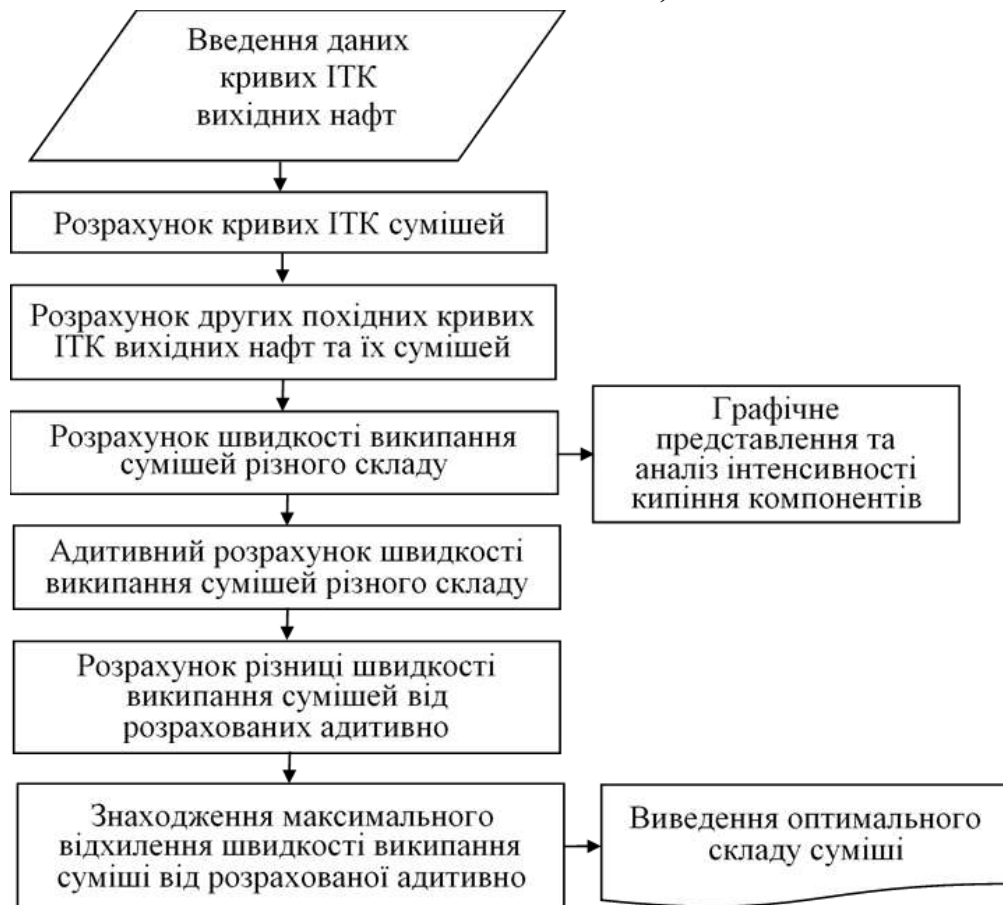 Введення даних
кривих ІТК
вихідних нафт
Розрахунок кривих ІТК сумішей
Розрахунок других похідних кривих
ІТК вихідних нафт та їх сумішей
Розрахунок швидкості википання
сумішей різного складу
Графічне
представлення та
аналіз інтенсивності
кипіння компонентів
Адитивний розрахунок швидкості
википання сумішей різного складу
Розрахунок різниці швидкості
википання сумішей від
розрахованих адитивно
Знаходження максимального
відхилення швидкості википання
суміші від розрахованої адитивно
Виведення оптимального
складу суміші